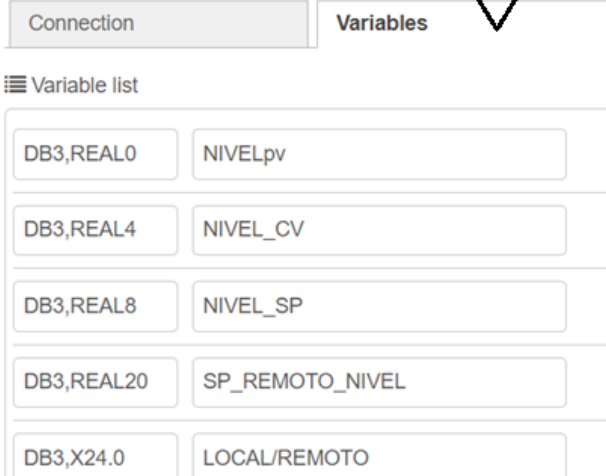 Connection Variables
Variable list
DB3,REAL0 NIVELpv
DB3,REAL4 NIVEL_CV
DB3,REAL8 NIVEL_SP
DB3,REAL20 SP_REMOTO_NIVEL
DB3,X24.0 LOCAL/REMOTO